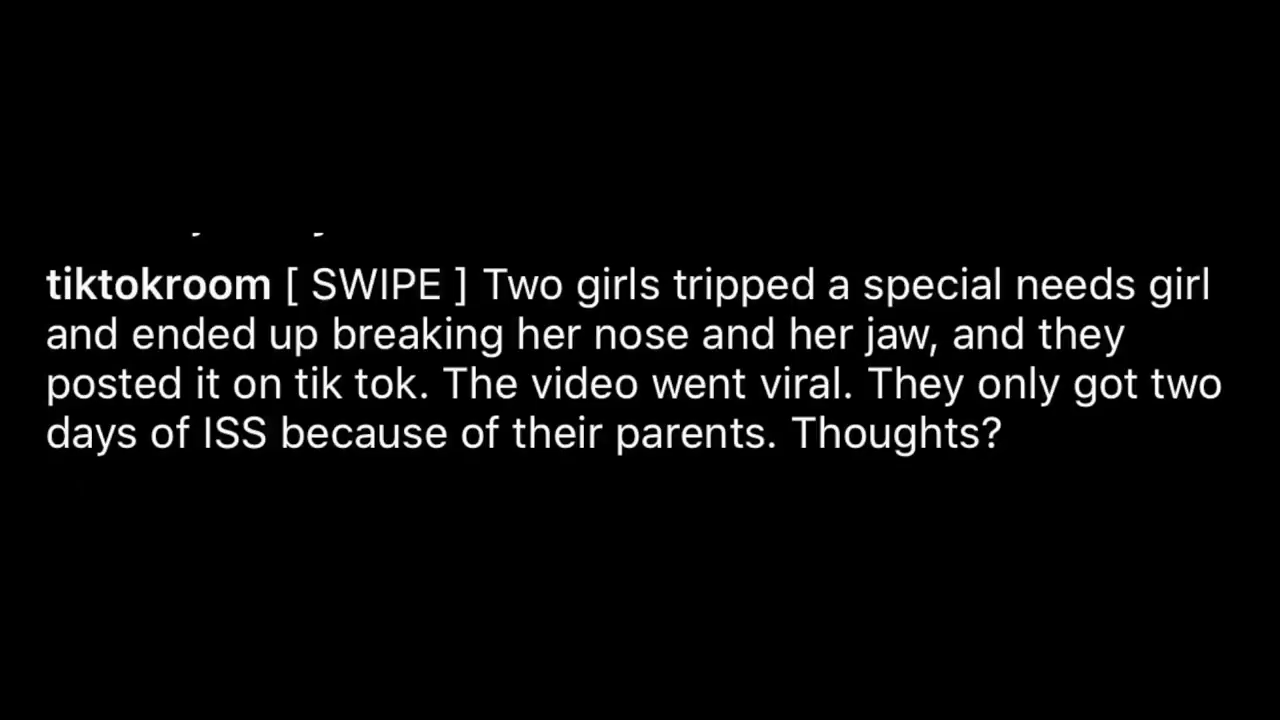 tiktokroom [ SWIPE ] Two girls tripped a special needs girl
and ended up breaking her nose and her jaw, and they
posted it on tik tok. The video went viral. They only got two
days of ISS because of their parents. Thoughts?